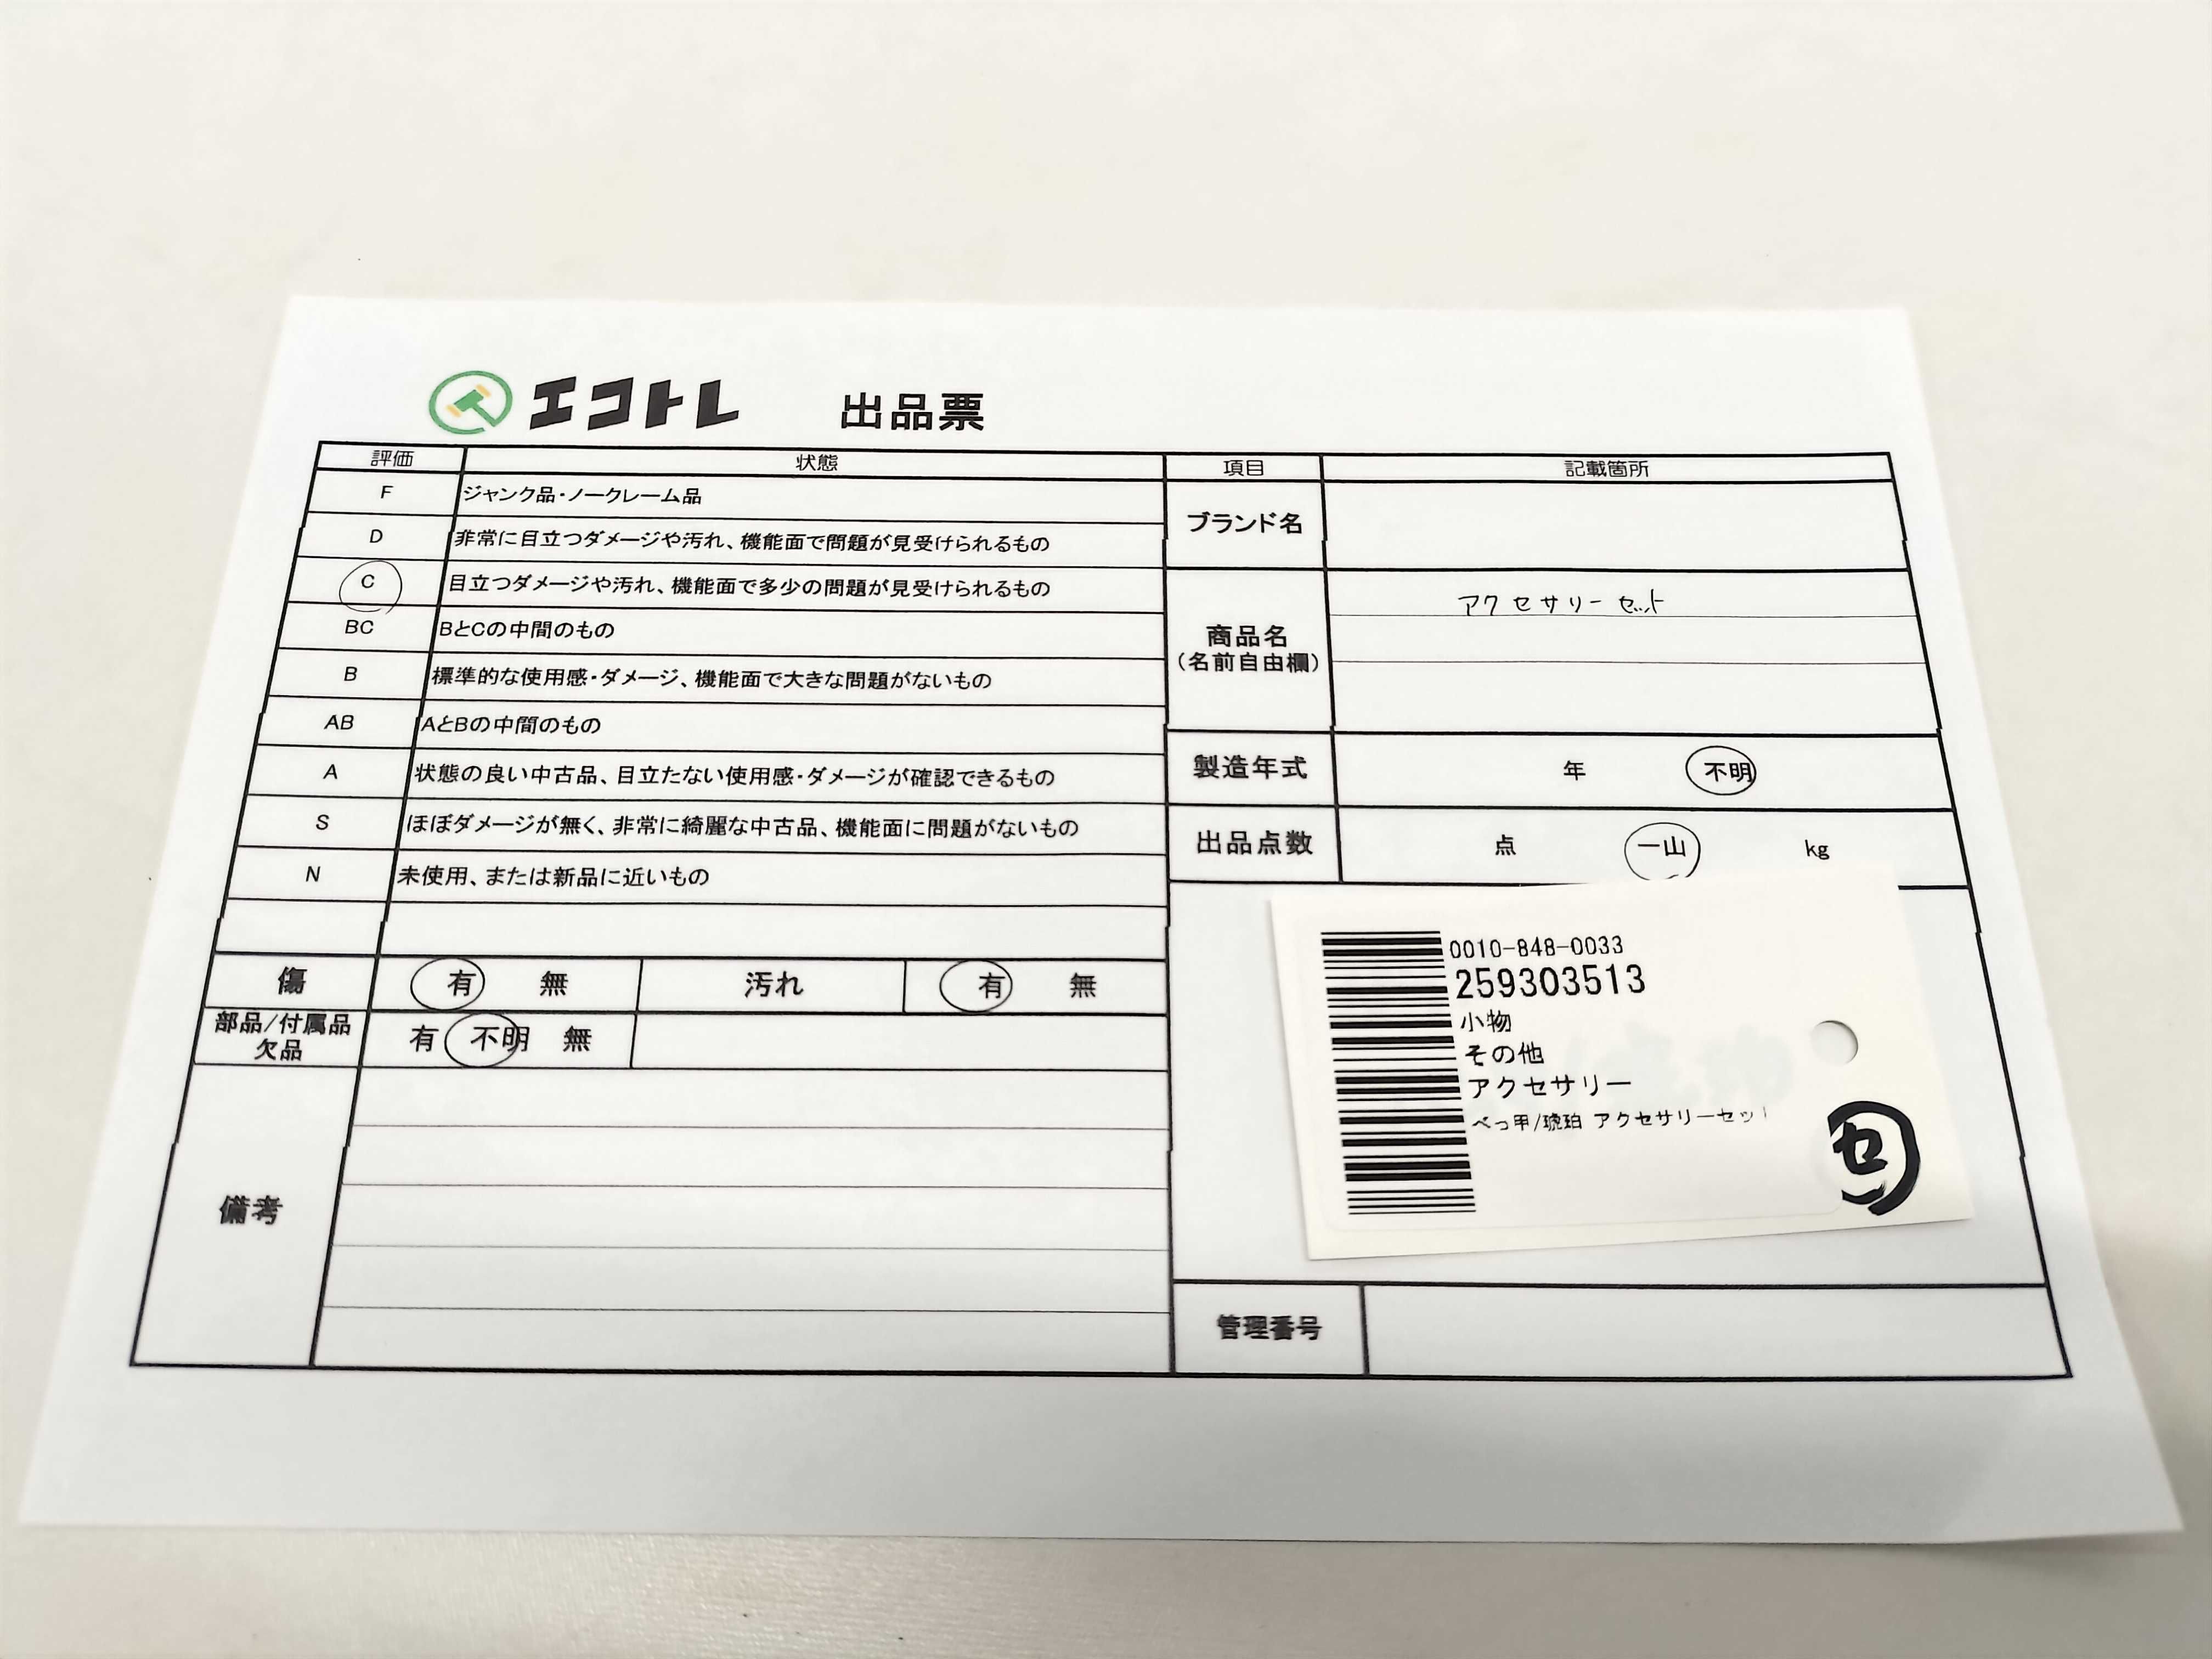 エコトレ 出品票
評価 状態
F ジャンク品・ノークレーム品
D 非常に目立つダメージや汚れ、機能面で問題が見受けられるもの
C 目立つダメージや汚れ、機能面で多少の問題が見受けられるもの
BC BとCの中間のもの
B 標準的な使用感・ダメージ、機能面で大きな問題がないもの
AB AとBの中間のもの
A 状態の良い中古品、目立たない使用感・ダメージが確認できるもの
S ほぼダメージが無く、非常に綺麗な中古品、機能面に問題がないもの
N 未使用、または新品に近いもの
傷 有 無 汚れ 有 無
部品/付属品
欠品 有 不明 無
備考
項目 記載箇所
ブランド名
商品名
(名前自由欄)
アクセサリーセット
製造年式 年 不明
出品点数 点 一山 kg
0010-848-0033
259303513
小物
その他
アクセサリー
べっ甲/琥珀 アクセサリーセット
セ
管理番号